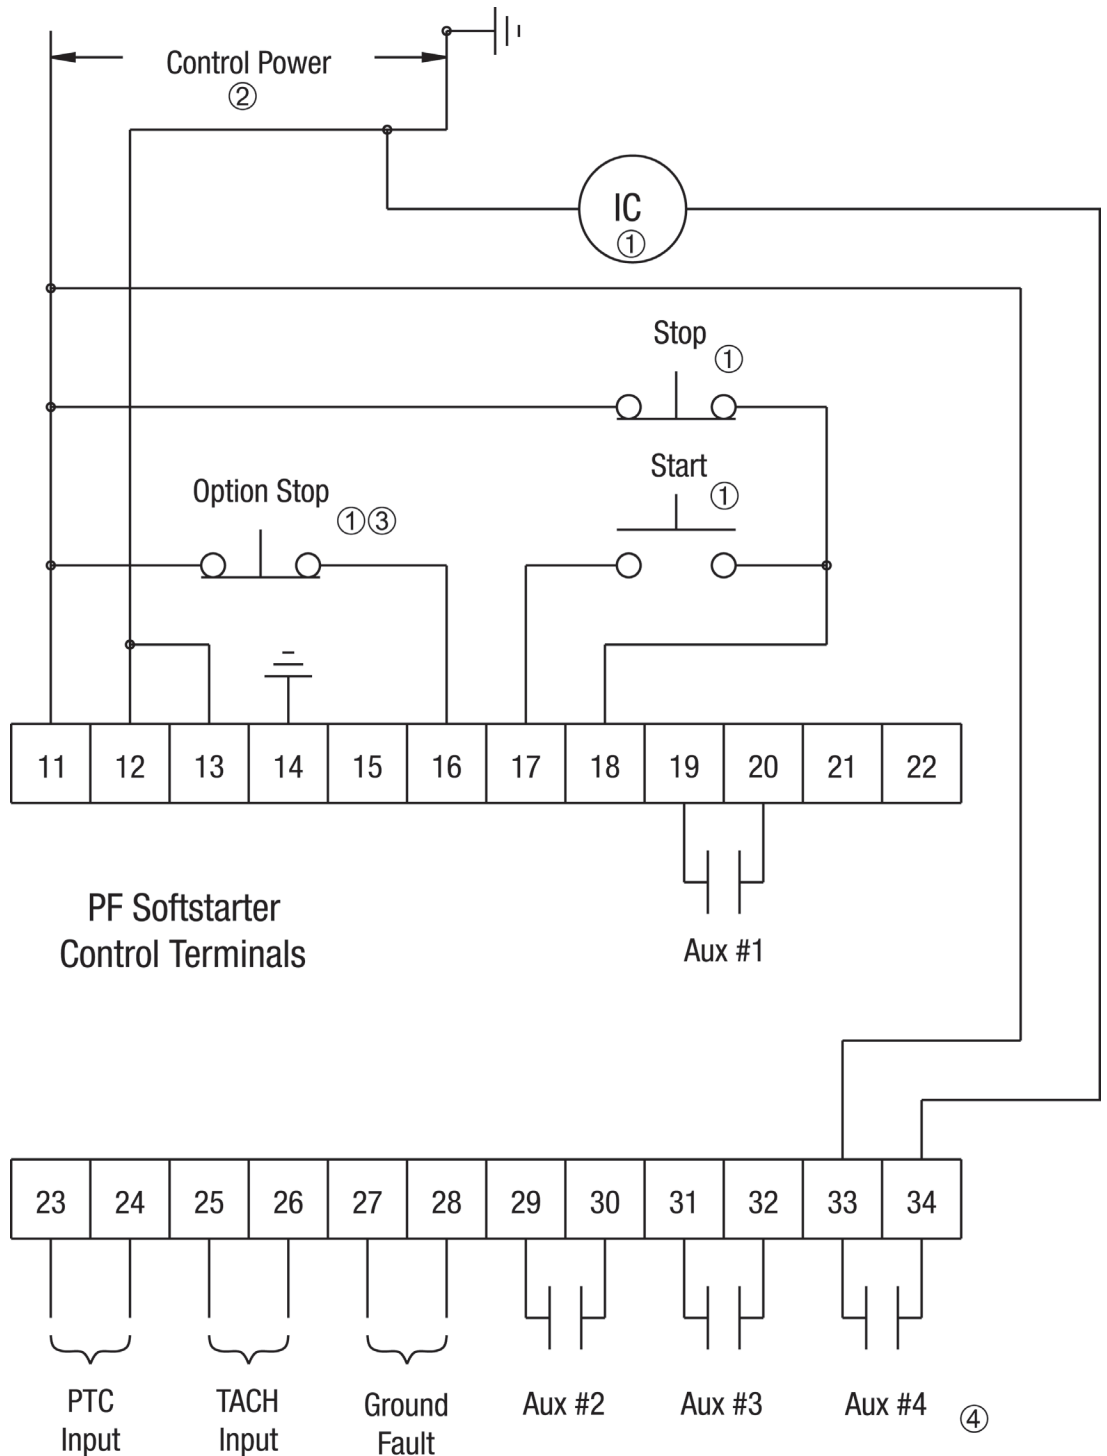 Control Power
②
IC
①
Stop
①
Start
①
Option Stop
①③
11 12 13 14 15 16 17 18 19 20 21 22
Aux #1
PF Softstarter
Control Terminals
23 24 25 26 27 28 29 30 31 32 33 34
PTC
Input
TACH
Input
Ground
Fault
Aux #2
Aux #3
Aux #4
④